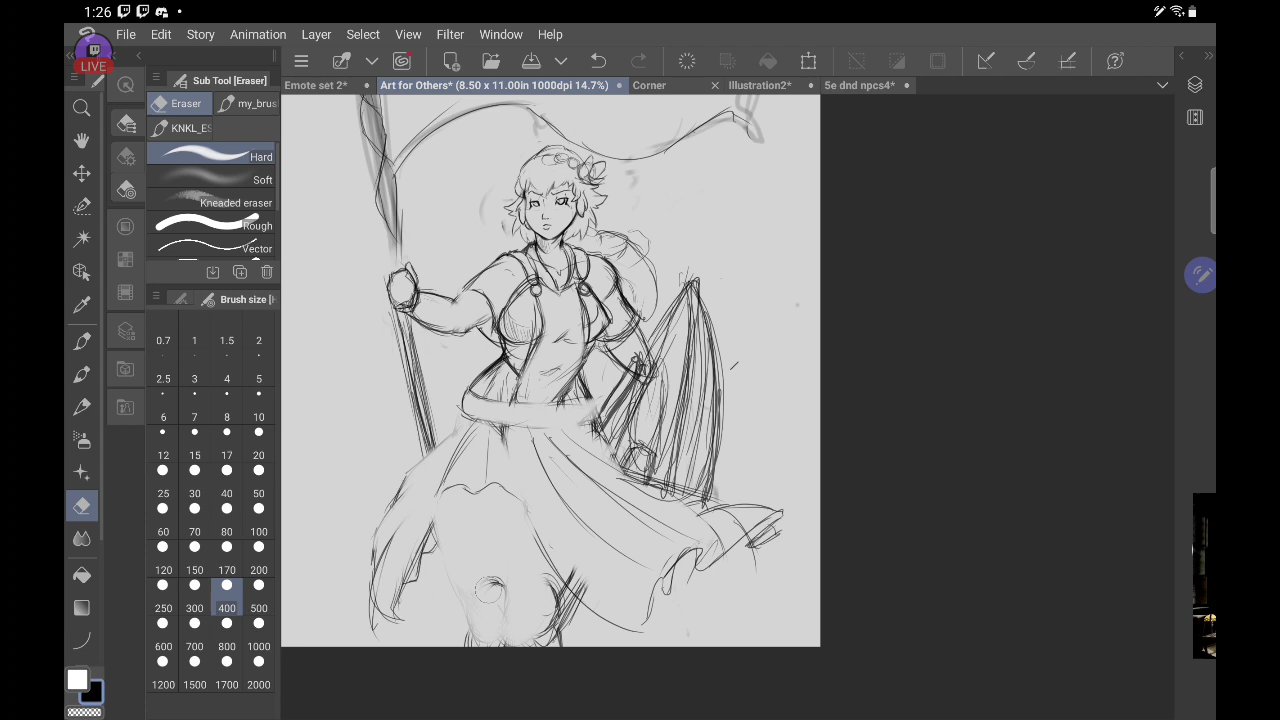 1:26
File Edit Story Animation Layer Select View Filter Window Help
LIVE
Sub Tool [Eraser]
Emote set 2* Art for Others* (8.50 x 11.00in 1000dpi 14.7%) Corner Illustration2* 5e dnd npcs4*
Eraser my_brus
KNKL_ES
Hard
Soft
Kneaded eraser
Rough
Vector
Brush size [H
0.7 1 1.5 2
2.5 3 4 5
6 7 8 10
12 15 17 20
25 30 40 50
60 70 80 100
120 150 170 200
250 300 400 500
600 700 800 1000
1200 1500 1700 2000